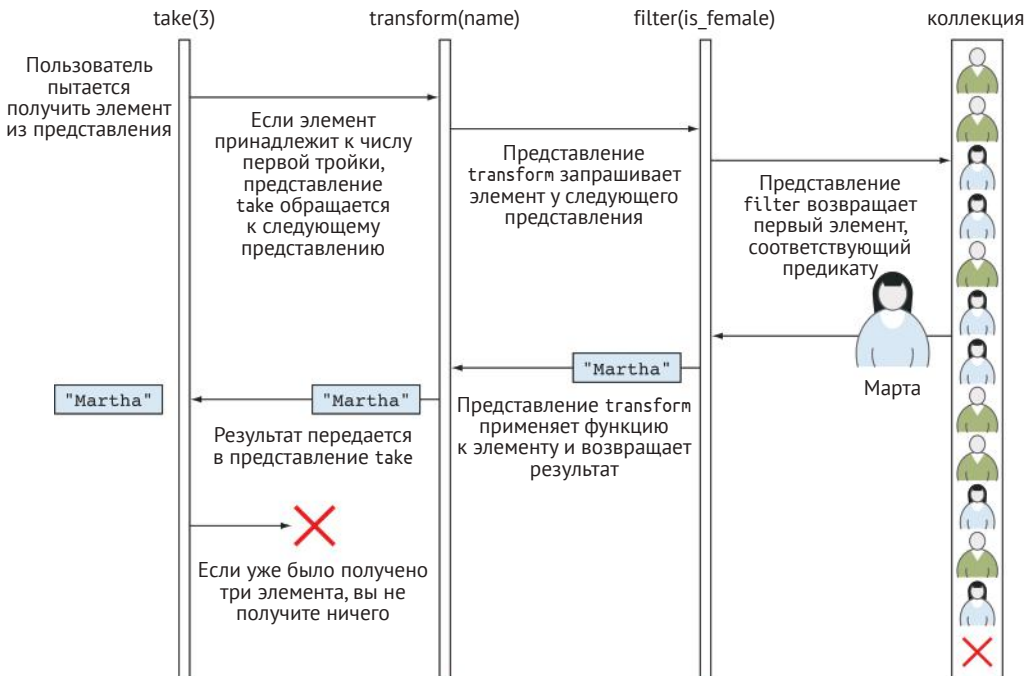 take(3)
transform(name)
filter(is_female)
коллекция
Пользователь
пытается
получить элемент
из представления
Если элемент
принадлежит к числу
первой тройки,
представление
take обращается
к следующему
представлению
Представление
transform запрашивает
элемент у следующего
представления
Представление
filter возвращает
первый элемент,
соответствующий
предикату
Марта
"Martha"
"Martha"
"Martha"
Представление transform
применяет функцию
к элементу и возвращает
результат
Результат передается
в представление take
Если уже было получено
три элемента, вы не
получите ничего